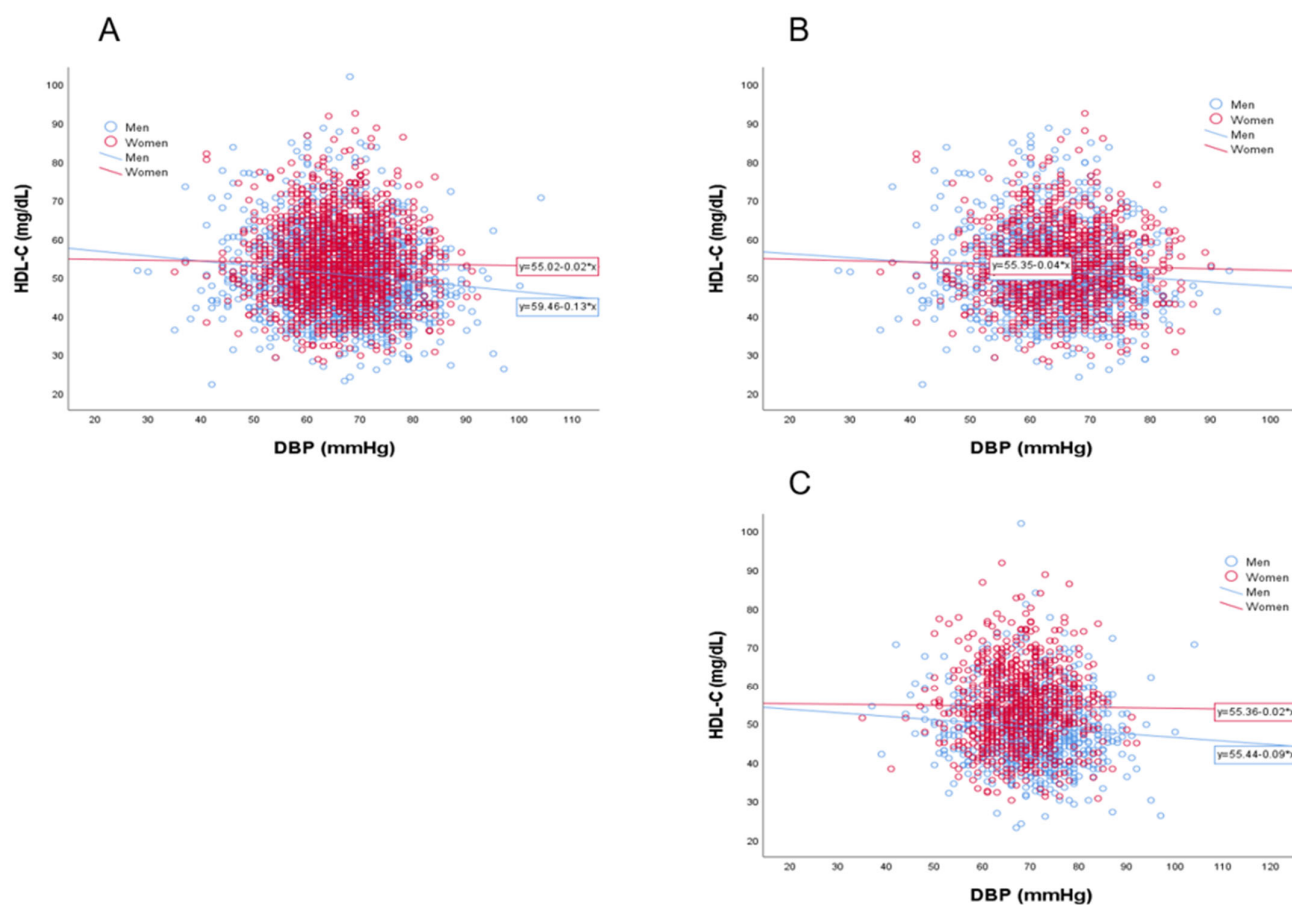 A
HDL-C (mg/dL)
100
90
80
70
60
50
40
30
20
Men
Women
Men
Women
y=55.02-0.02*x
y=59.46-0.13*x
20 30 40 50 60 70 80 90 100 110
DBP (mmHg)
B
HDL-C (mg/dL)
100
90
80
70
60
50
40
30
20
Men
Women
Men
Women
y=55.35-0.04*x
20 30 40 50 60 70 80 90 100
DBP (mmHg)
C
HDL-C (mg/dL)
100
90
80
70
60
50
40
30
20
Men
Women
Men
Women
y=55.36-0.02*x
y=55.44-0.09*x
20 30 40 50 60 70 80 90 100 110 120
DBP (mmHg)